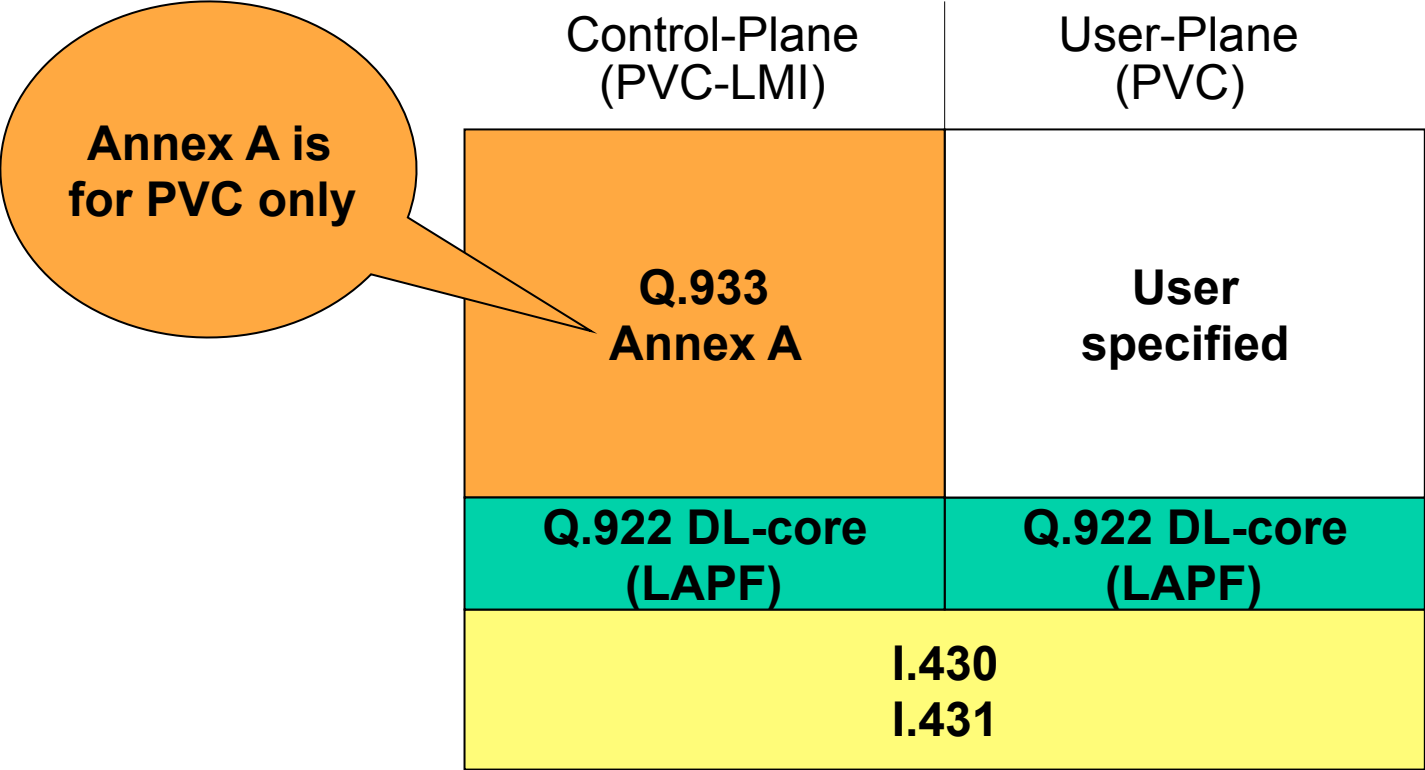 Control-Plane
(PVC-LMI)
User-Plane
(PVC)
Annex A is
for PVC only
Q.933
Annex A
User
specified
Q.922 DL-core
(LAPF)
Q.922 DL-core
(LAPF)
I.430
I.431